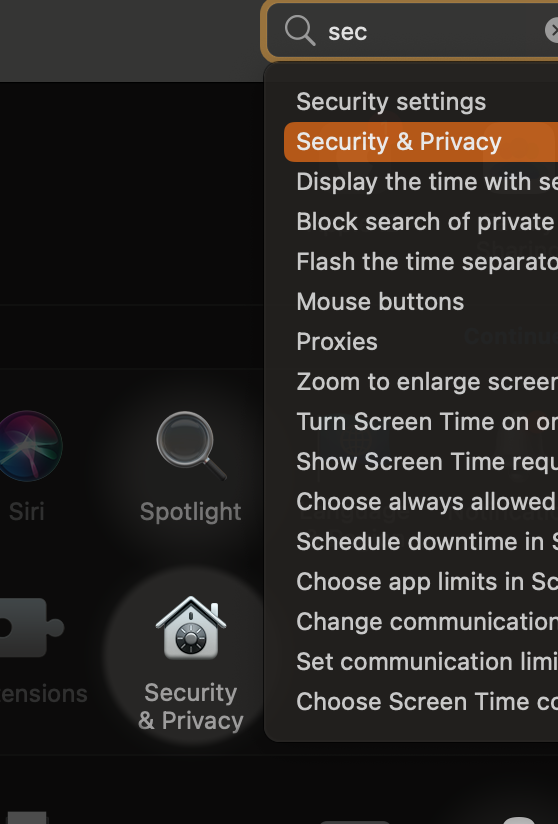 sec
Security settings
Security & Privacy
Display the time with se
Block search of private
Flash the time separato
Mouse buttons
Proxies
Zoom to enlarge screen
Turn Screen Time on or
Show Screen Time requ
Choose always allowed
Schedule downtime in S
Choose app limits in Sc
Change communication
Set communication limi
Choose Screen Time co
Siri
Spotlight
ensions
Security
& Privacy